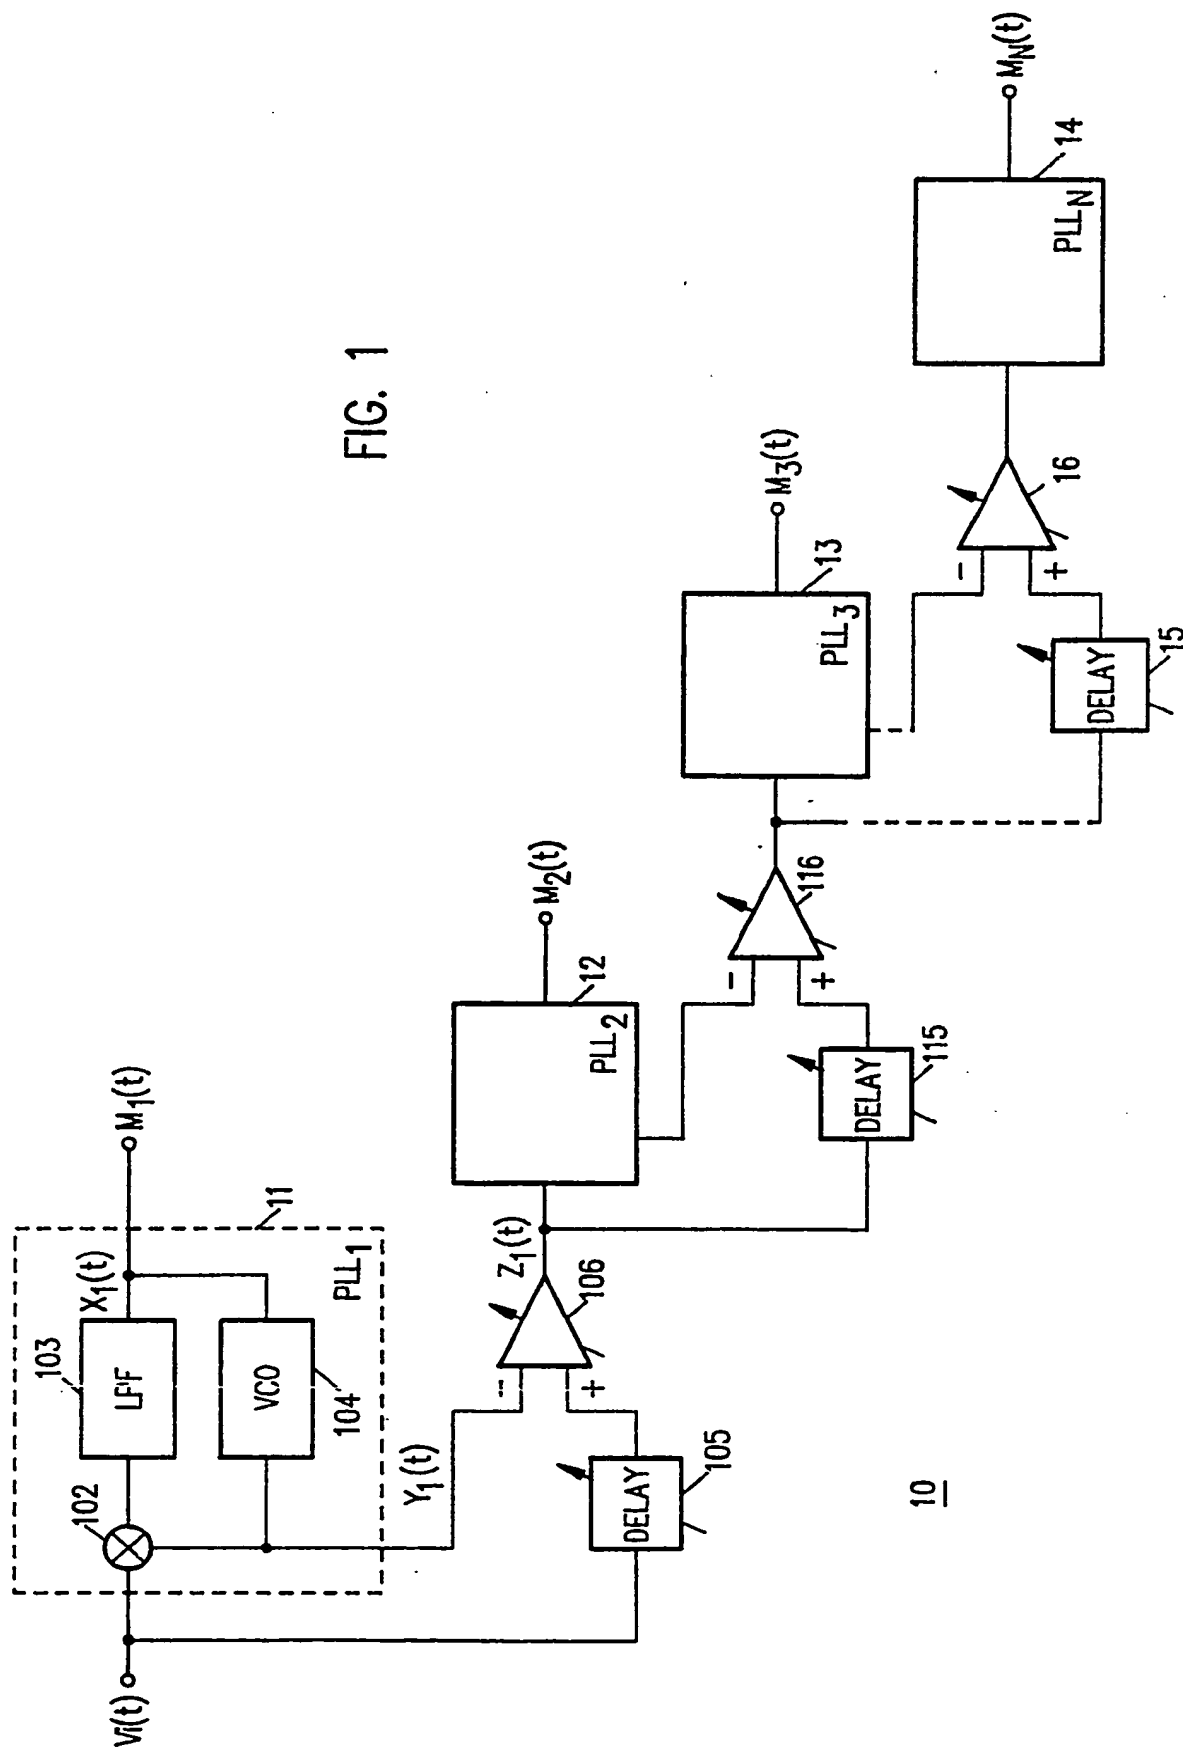 FIG. 1
10
Vi(t)
102
103
LPF
X1(t)
VCO
104
PLL1
11
M1(t)
Y1(t)
DELAY
105
-
+
106
Z1(t)
PLL2
12
M2(t)
DELAY
115
-
+
116
PLL3
13
M3(t)
DELAY
15
-
+
16
PLLN
14
MN(t)